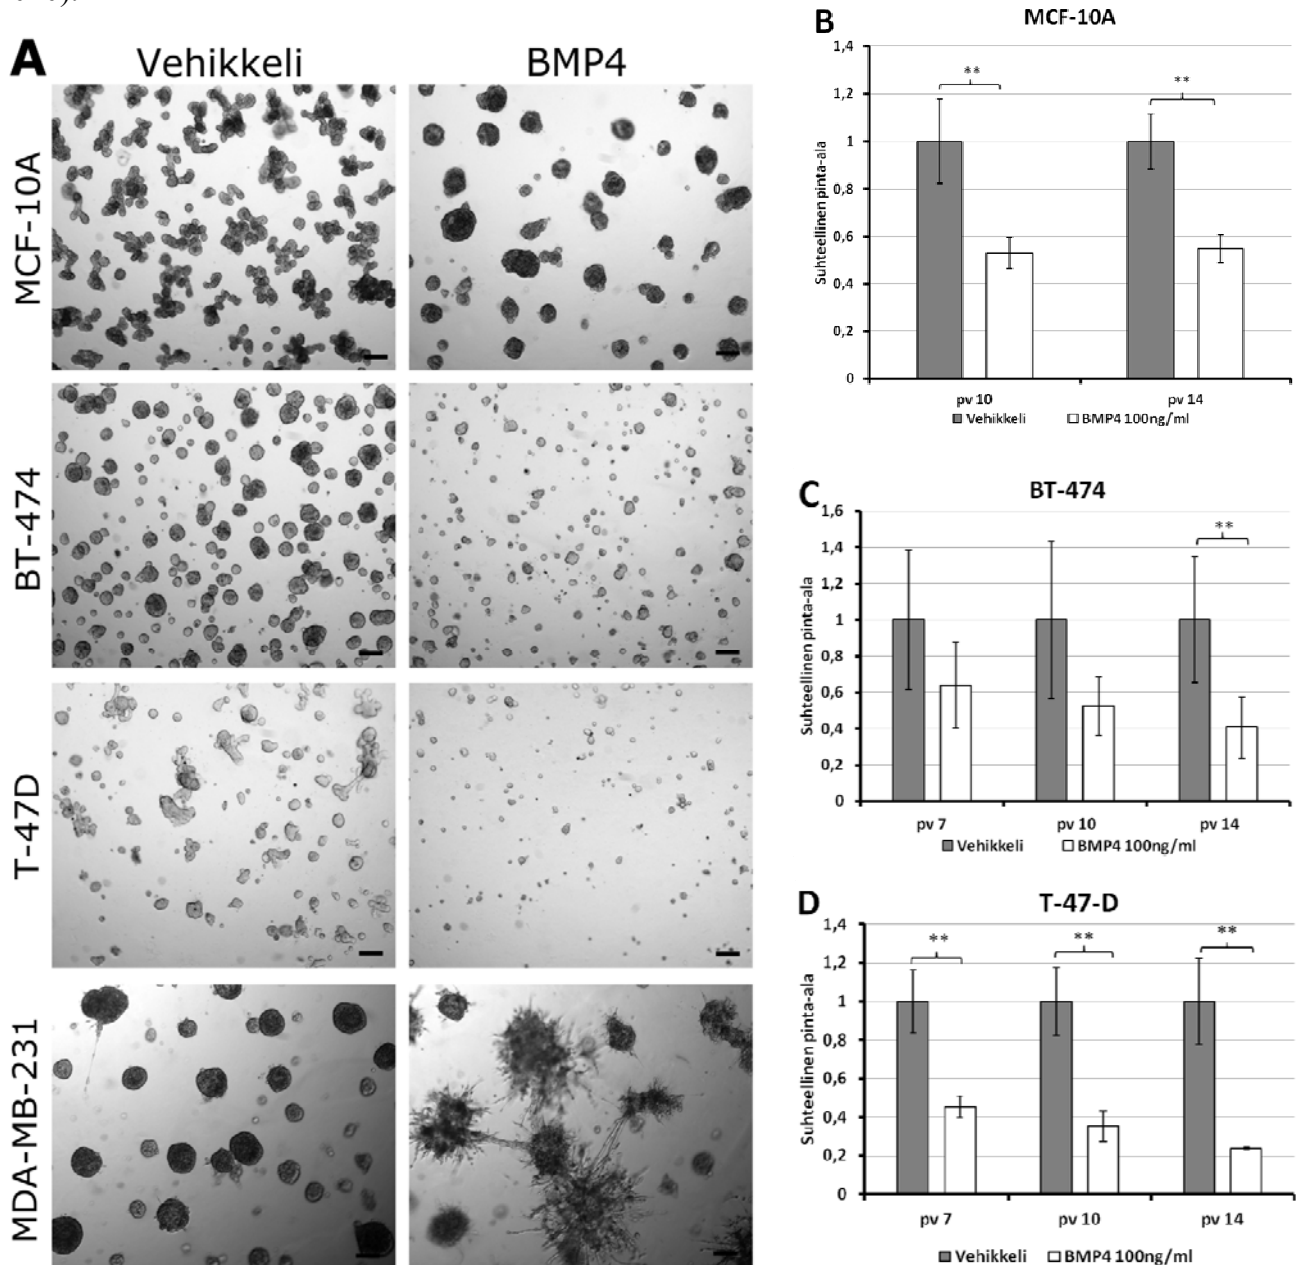 A
Vehikkeli
BMP4
MCF-10A
BT-474
T-47D
MDA-MB-231
B
MCF-10A
1,4
1,2
1
0,8
0,6
0,4
0,2
0
Suhteellinen pinta-ala
**
**
pv 10
pv 14
Vehikkeli
BMP4 100ng/ml
C
BT-474
1,6
1,4
1,2
1
0,8
0,6
0,4
0,2
0
Suhteellinen pinta-ala
**
pv 7
pv 10
pv 14
Vehikkeli
BMP4 100ng/ml
D
T-47-D
1,4
1,2
1
0,8
0,6
0,4
0,2
0
Suhteellinen pinta-ala
**
**
**
pv 7
pv 10
pv 14
Vehikkeli
BMP4 100ng/ml